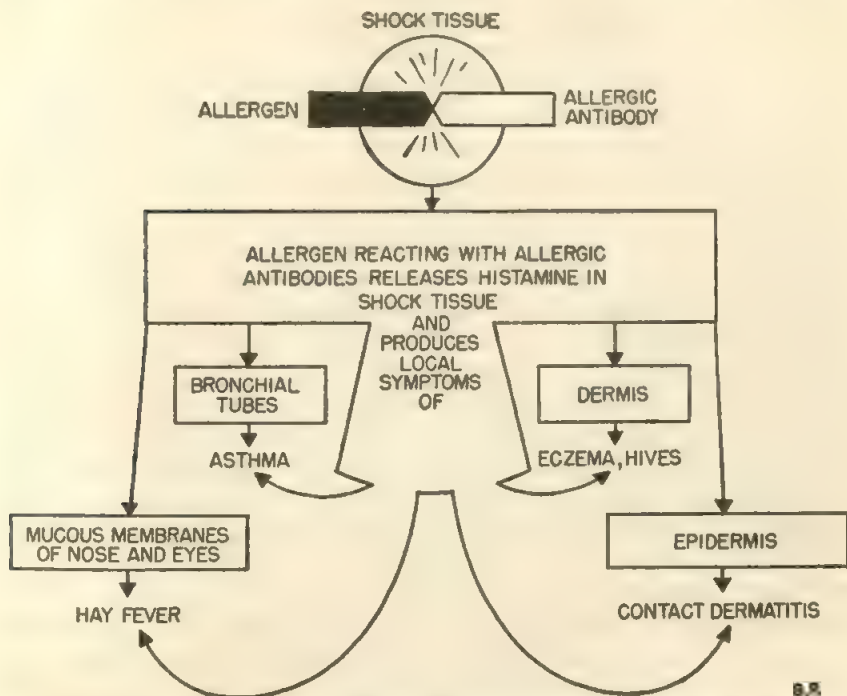 SHOCK TISSUE
ALLERGEN
ALLERGIC
ANTIBODY
ALLERGEN REACTING WITH ALLERGIC
ANTIBODIES RELEASES HISTAMINE IN
SHOCK TISSUE
AND
PRODUCES
LOCAL
SYMPTOMS
OF
BRONCHIAL
TUBES
ASTHMA
DERMIS
ECZEMA, HIVES
MUCOUS MEMBRANES
OF NOSE AND EYES
HAY FEVER
EPIDERMIS
CONTACT DERMATITIS